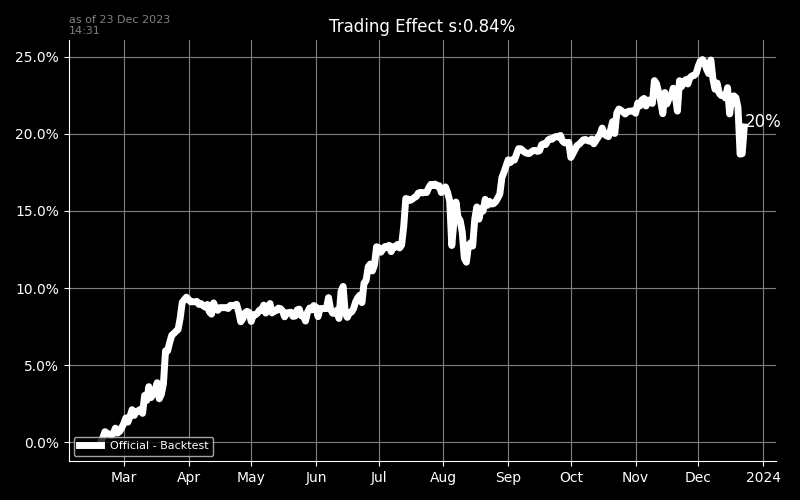 as of 23 Dec 2023
14:31
Trading Effect s:0.84%
25.0%
20.0%
15.0%
10.0%
5.0%
0.0%
20%
Official - Backtest
Mar Apr May Jun Jul Aug Sep Oct Nov Dec 2024